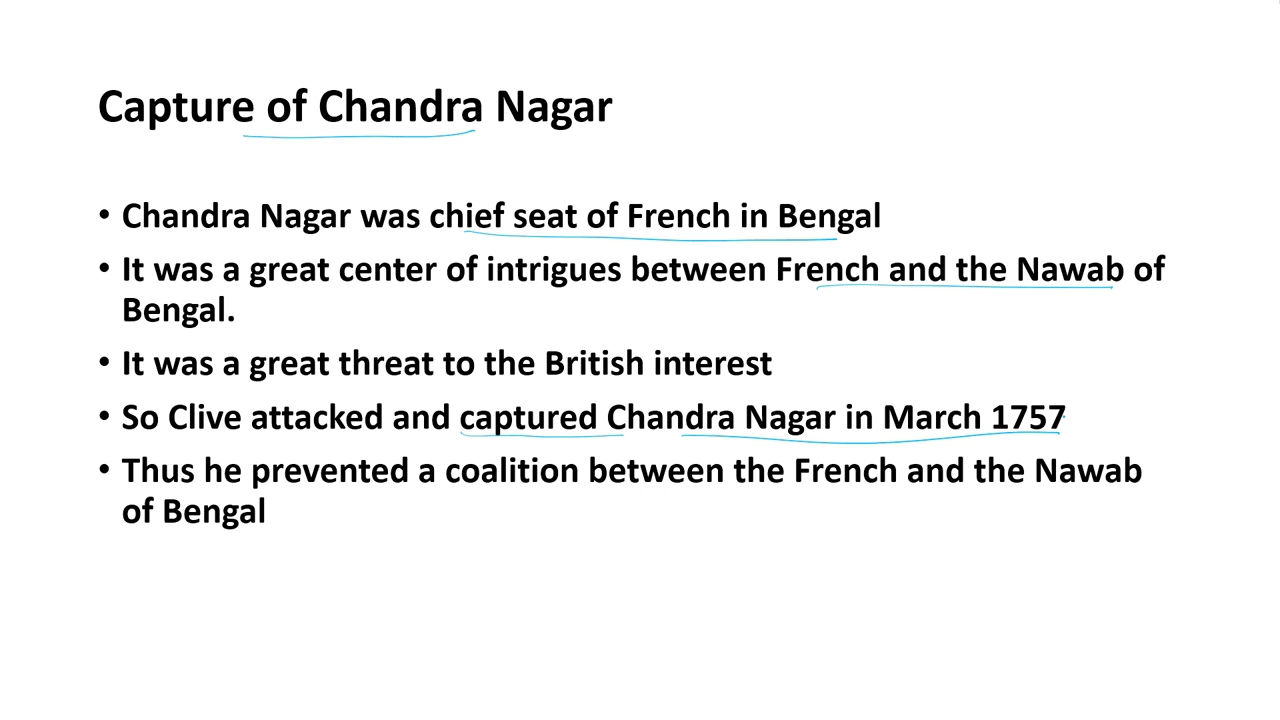 Capture of Chandra Nagar
• Chandra Nagar was chief seat of French in Bengal
• It was a great center of intrigues between French and the Nawab of
Bengal.
• It was a great threat to the British interest
• So Clive attacked and captured Chandra Nagar in March 1757
• Thus he prevented a coalition between the French and the Nawab
of Bengal